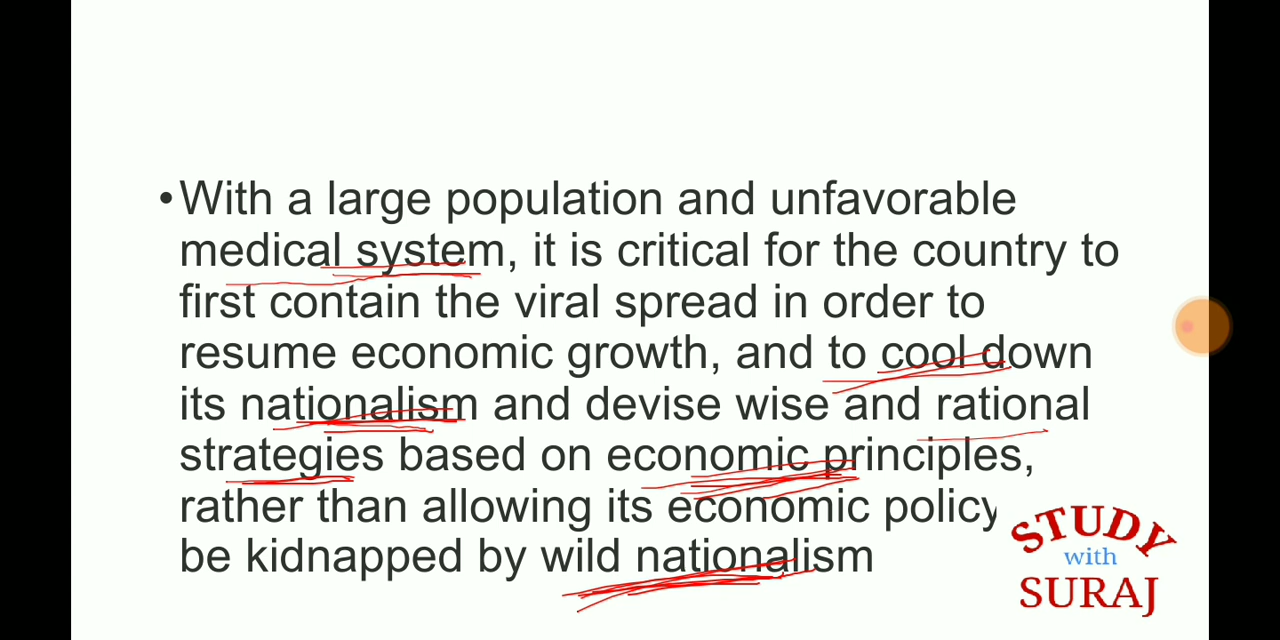 •With a large population and unfavorable
medical system, it is critical for the country to
first contain the viral spread in order to
resume economic growth, and to cool down
its nationalism and devise wise and rational
strategies based on economic principles,
rather than allowing its economic policy
be kidnapped by wild nationalism
STUDY
with
SURAJ